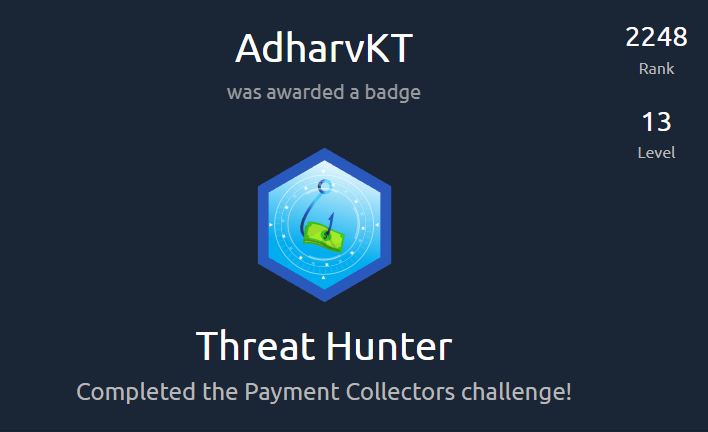 AdharvKT
was awarded a badge
2248
Rank
13
Level
Threat Hunter
Completed the Payment Collectors challenge!